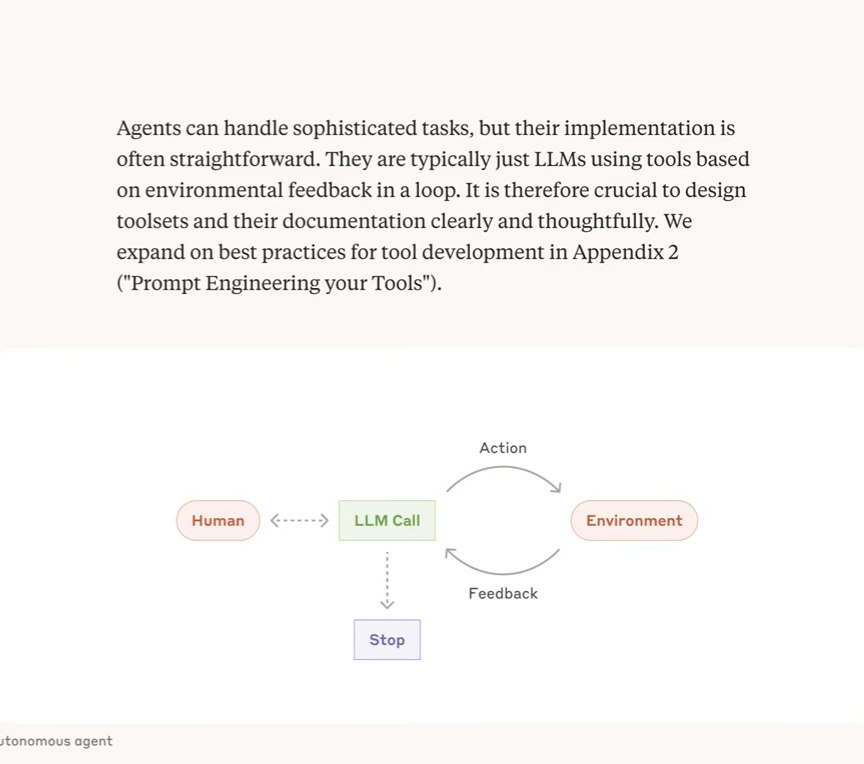 Agents can handle sophisticated tasks, but their implementation is
often straightforward. They are typically just LLMs using tools based
on environmental feedback in a loop. It is therefore crucial to design
toolsets and their documentation clearly and thoughtfully. We
expand on best practices for tool development in Appendix 2
("Prompt Engineering your Tools").
Action
Human
LLM Call
Environment
Feedback
Stop
utonomous agent